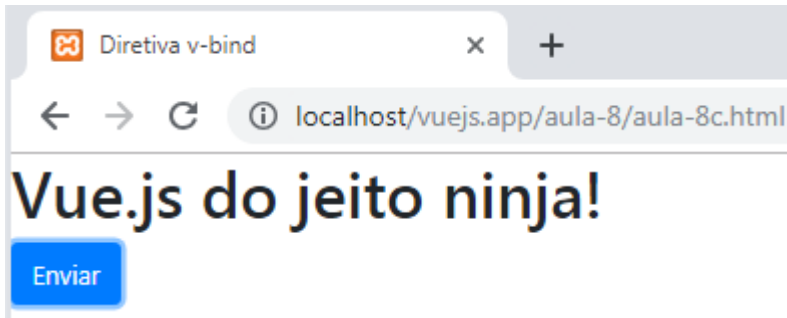 Diretiva v-bind
localhost/vuejs.app/aula-8/aula-8c.html
Vue.js do jeito ninja!
Enviar